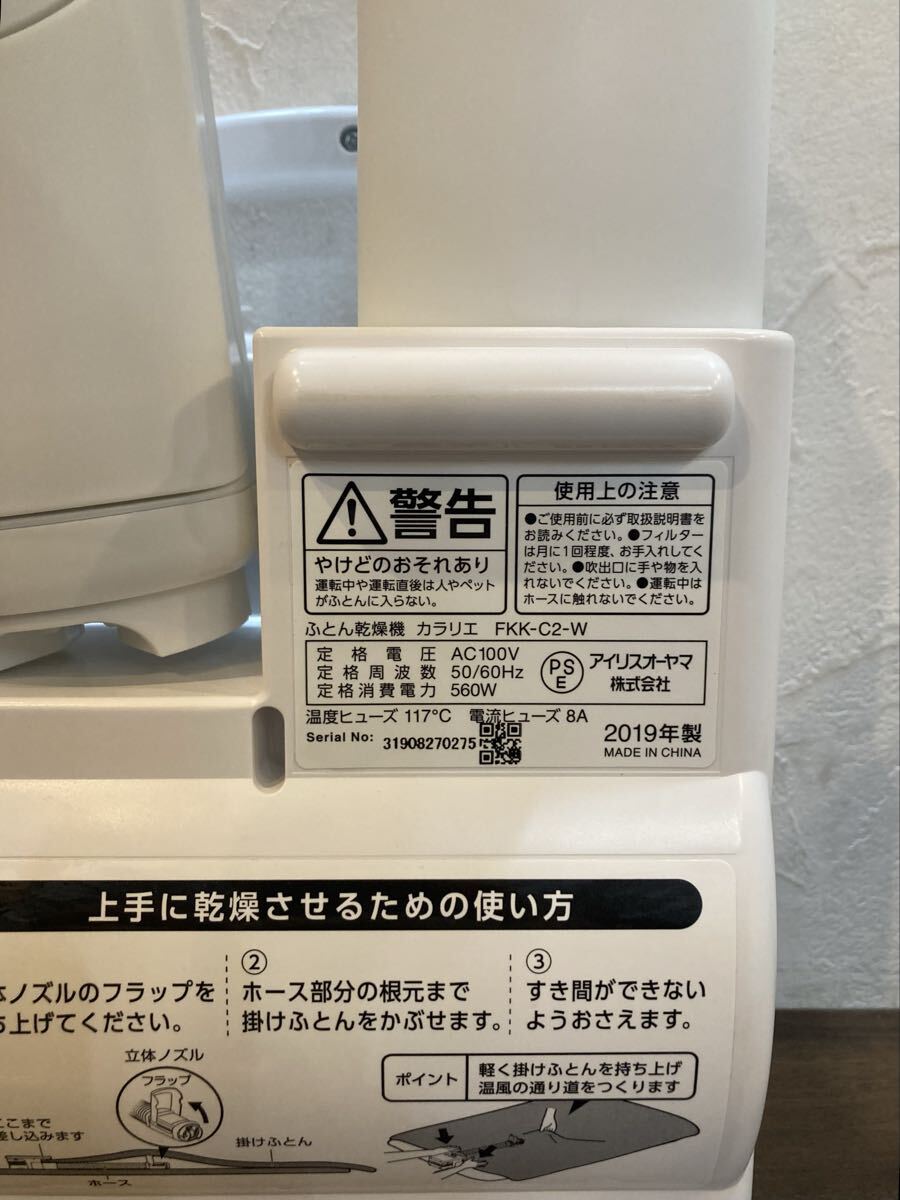 警告
やけどのおそれあり
運転中や運転直後は人やペット
がふとんに入らない。
使用上の注意
●ご使用前に必ず取扱説明書を
お読みください。●フィルター
は月に1回程度、お手入れしてく
ださい。●吹出口に手や物を入
れないでください。●運転中は
ホースに触れないでください。
ふとん乾燥機 カラリエ FKK-C2-W
定格電圧 AC100V
定格周波数 50/60Hz
定格消費電力 560W
PS
E
アイリスオーヤマ
株式会社
温度ヒューズ 117℃ 電流ヒューズ 8A
Serial No: 31908270275
2019年製
MADE IN CHINA
上手に乾燥させるための使い方
体ノズルのフラップを
ち上げてください。
立体ノズル
フラップ
ここまで
差し込みます
ホース
掛けふとん
②
ホース部分の根元まで
掛けふとんをかぶせます。
③
すき間ができない
ようおさえます。
ポイント
軽く掛けふとんを持ち上げ
温風の通り道をつくります